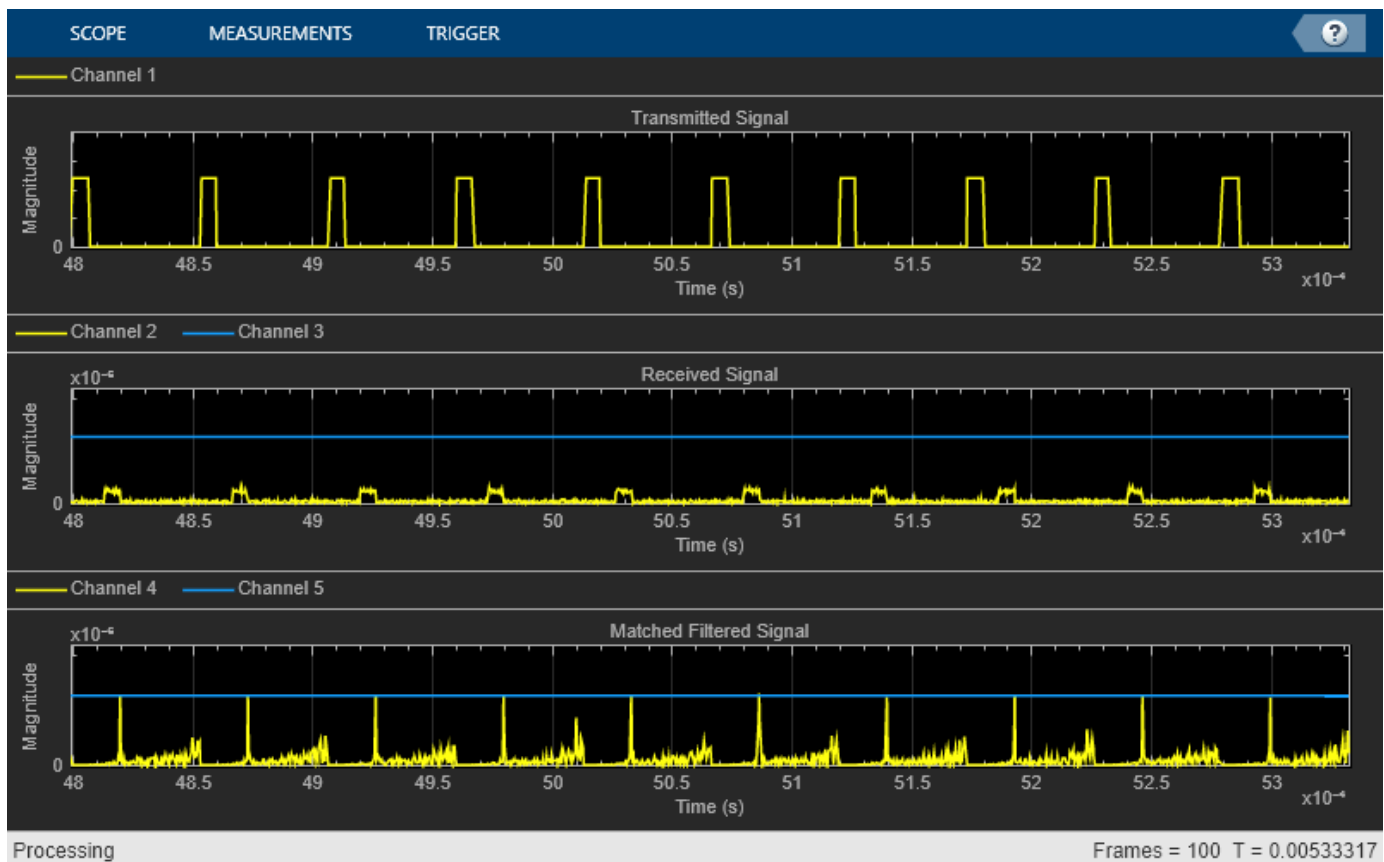 SCOPE MEASUREMENTS TRIGGER ?
Channel 1
Transmitted Signal
Magnitude
0
48 48.5 49 49.5 50 50.5 51 51.5 52 52.5 53
x10⁻⁴
Time (s)
Channel 2 Channel 3
x10⁻⁶
Received Signal
Magnitude
0
48 48.5 49 49.5 50 50.5 51 51.5 52 52.5 53
x10⁻⁴
Time (s)
Channel 4 Channel 5
x10⁻⁶
Matched Filtered Signal
Magnitude
0
48 48.5 49 49.5 50 50.5 51 51.5 52 52.5 53
x10⁻⁴
Time (s)
Processing Frames = 100 T = 0.00533317